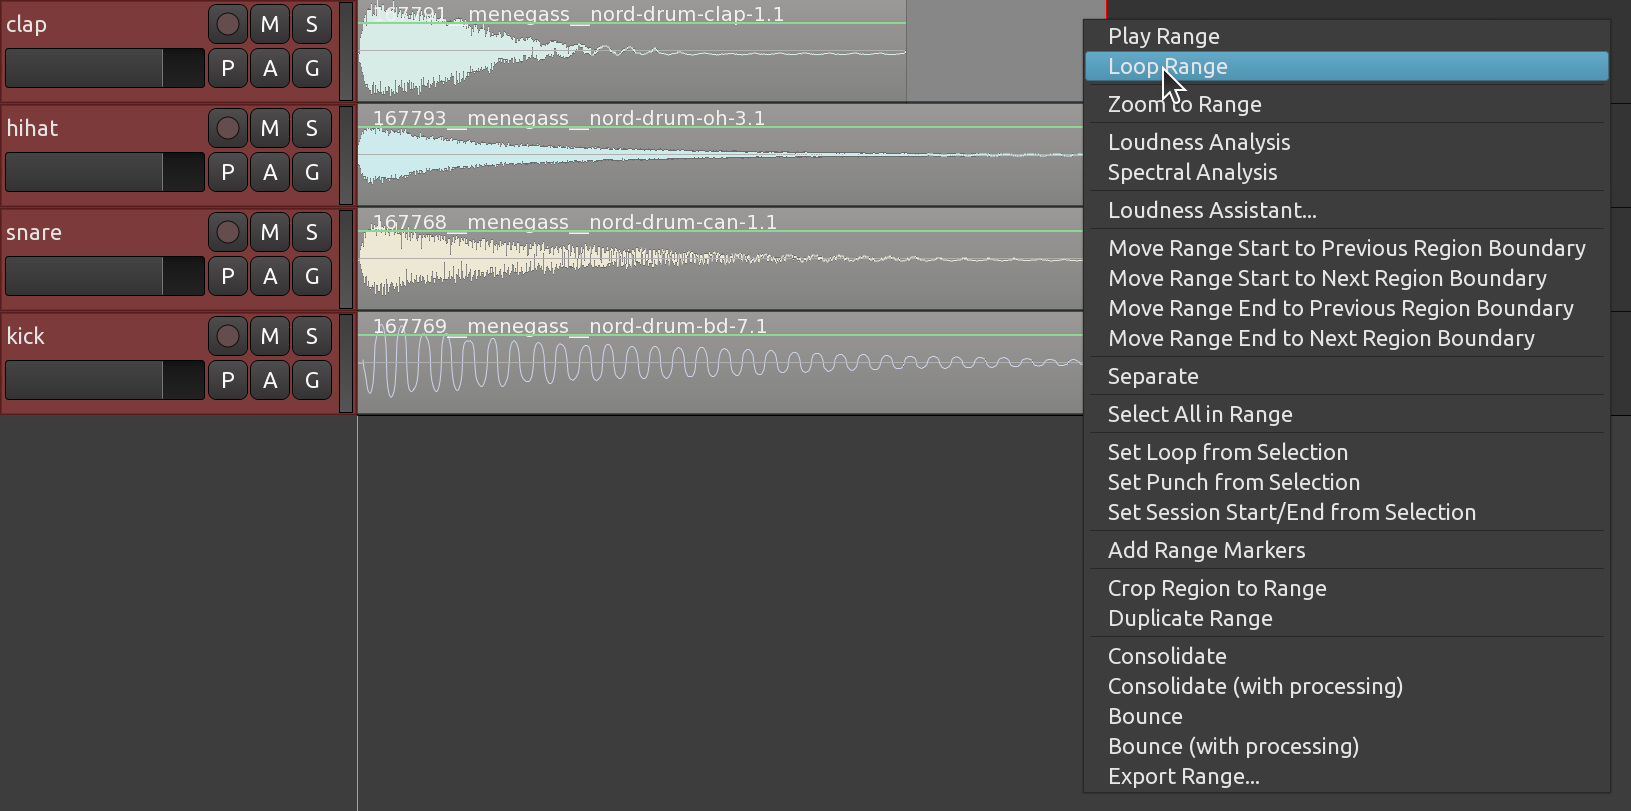 clap
M
S
P
A
G
167791__menegass__nord-drum-clap-1.1
hihat
M
S
P
A
G
167793__menegass__nord-drum-oh-3.1
snare
M
S
P
A
G
167768__menegass__nord-drum-can-1.1
kick
M
S
P
A
G
167769__menegass__nord-drum-bd-7.1
Play Range
Loop Range
Zoom to Range
Loudness Analysis
Spectral Analysis
Loudness Assistant...
Move Range Start to Previous Region Boundary
Move Range Start to Next Region Boundary
Move Range End to Previous Region Boundary
Move Range End to Next Region Boundary
Separate
Select All in Range
Set Loop from Selection
Set Punch from Selection
Set Session Start/End from Selection
Add Range Markers
Crop Region to Range
Duplicate Range
Consolidate
Consolidate (with processing)
Bounce
Bounce (with processing)
Export Range...